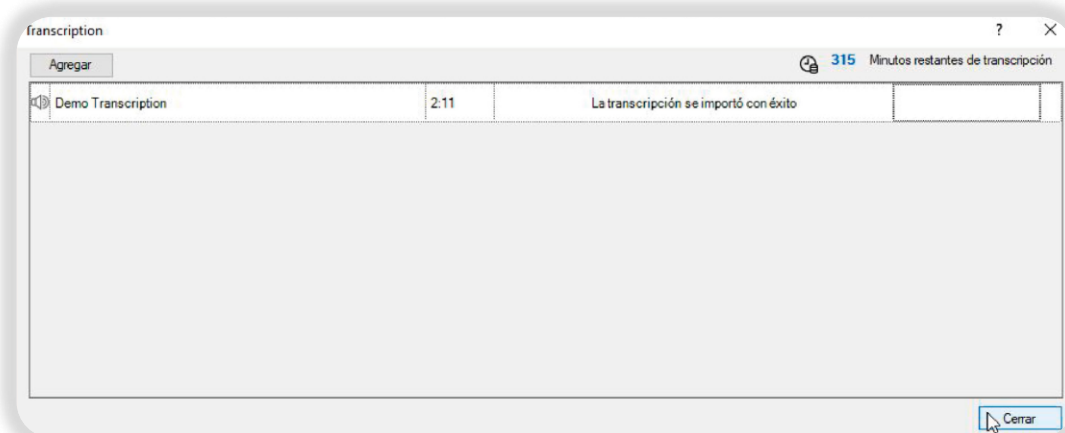 Transcription
?
Agregar
315 Minutos restantes de transcripción
Demo Transcription 2:11 La transcripción se importó con éxito
Cerrar